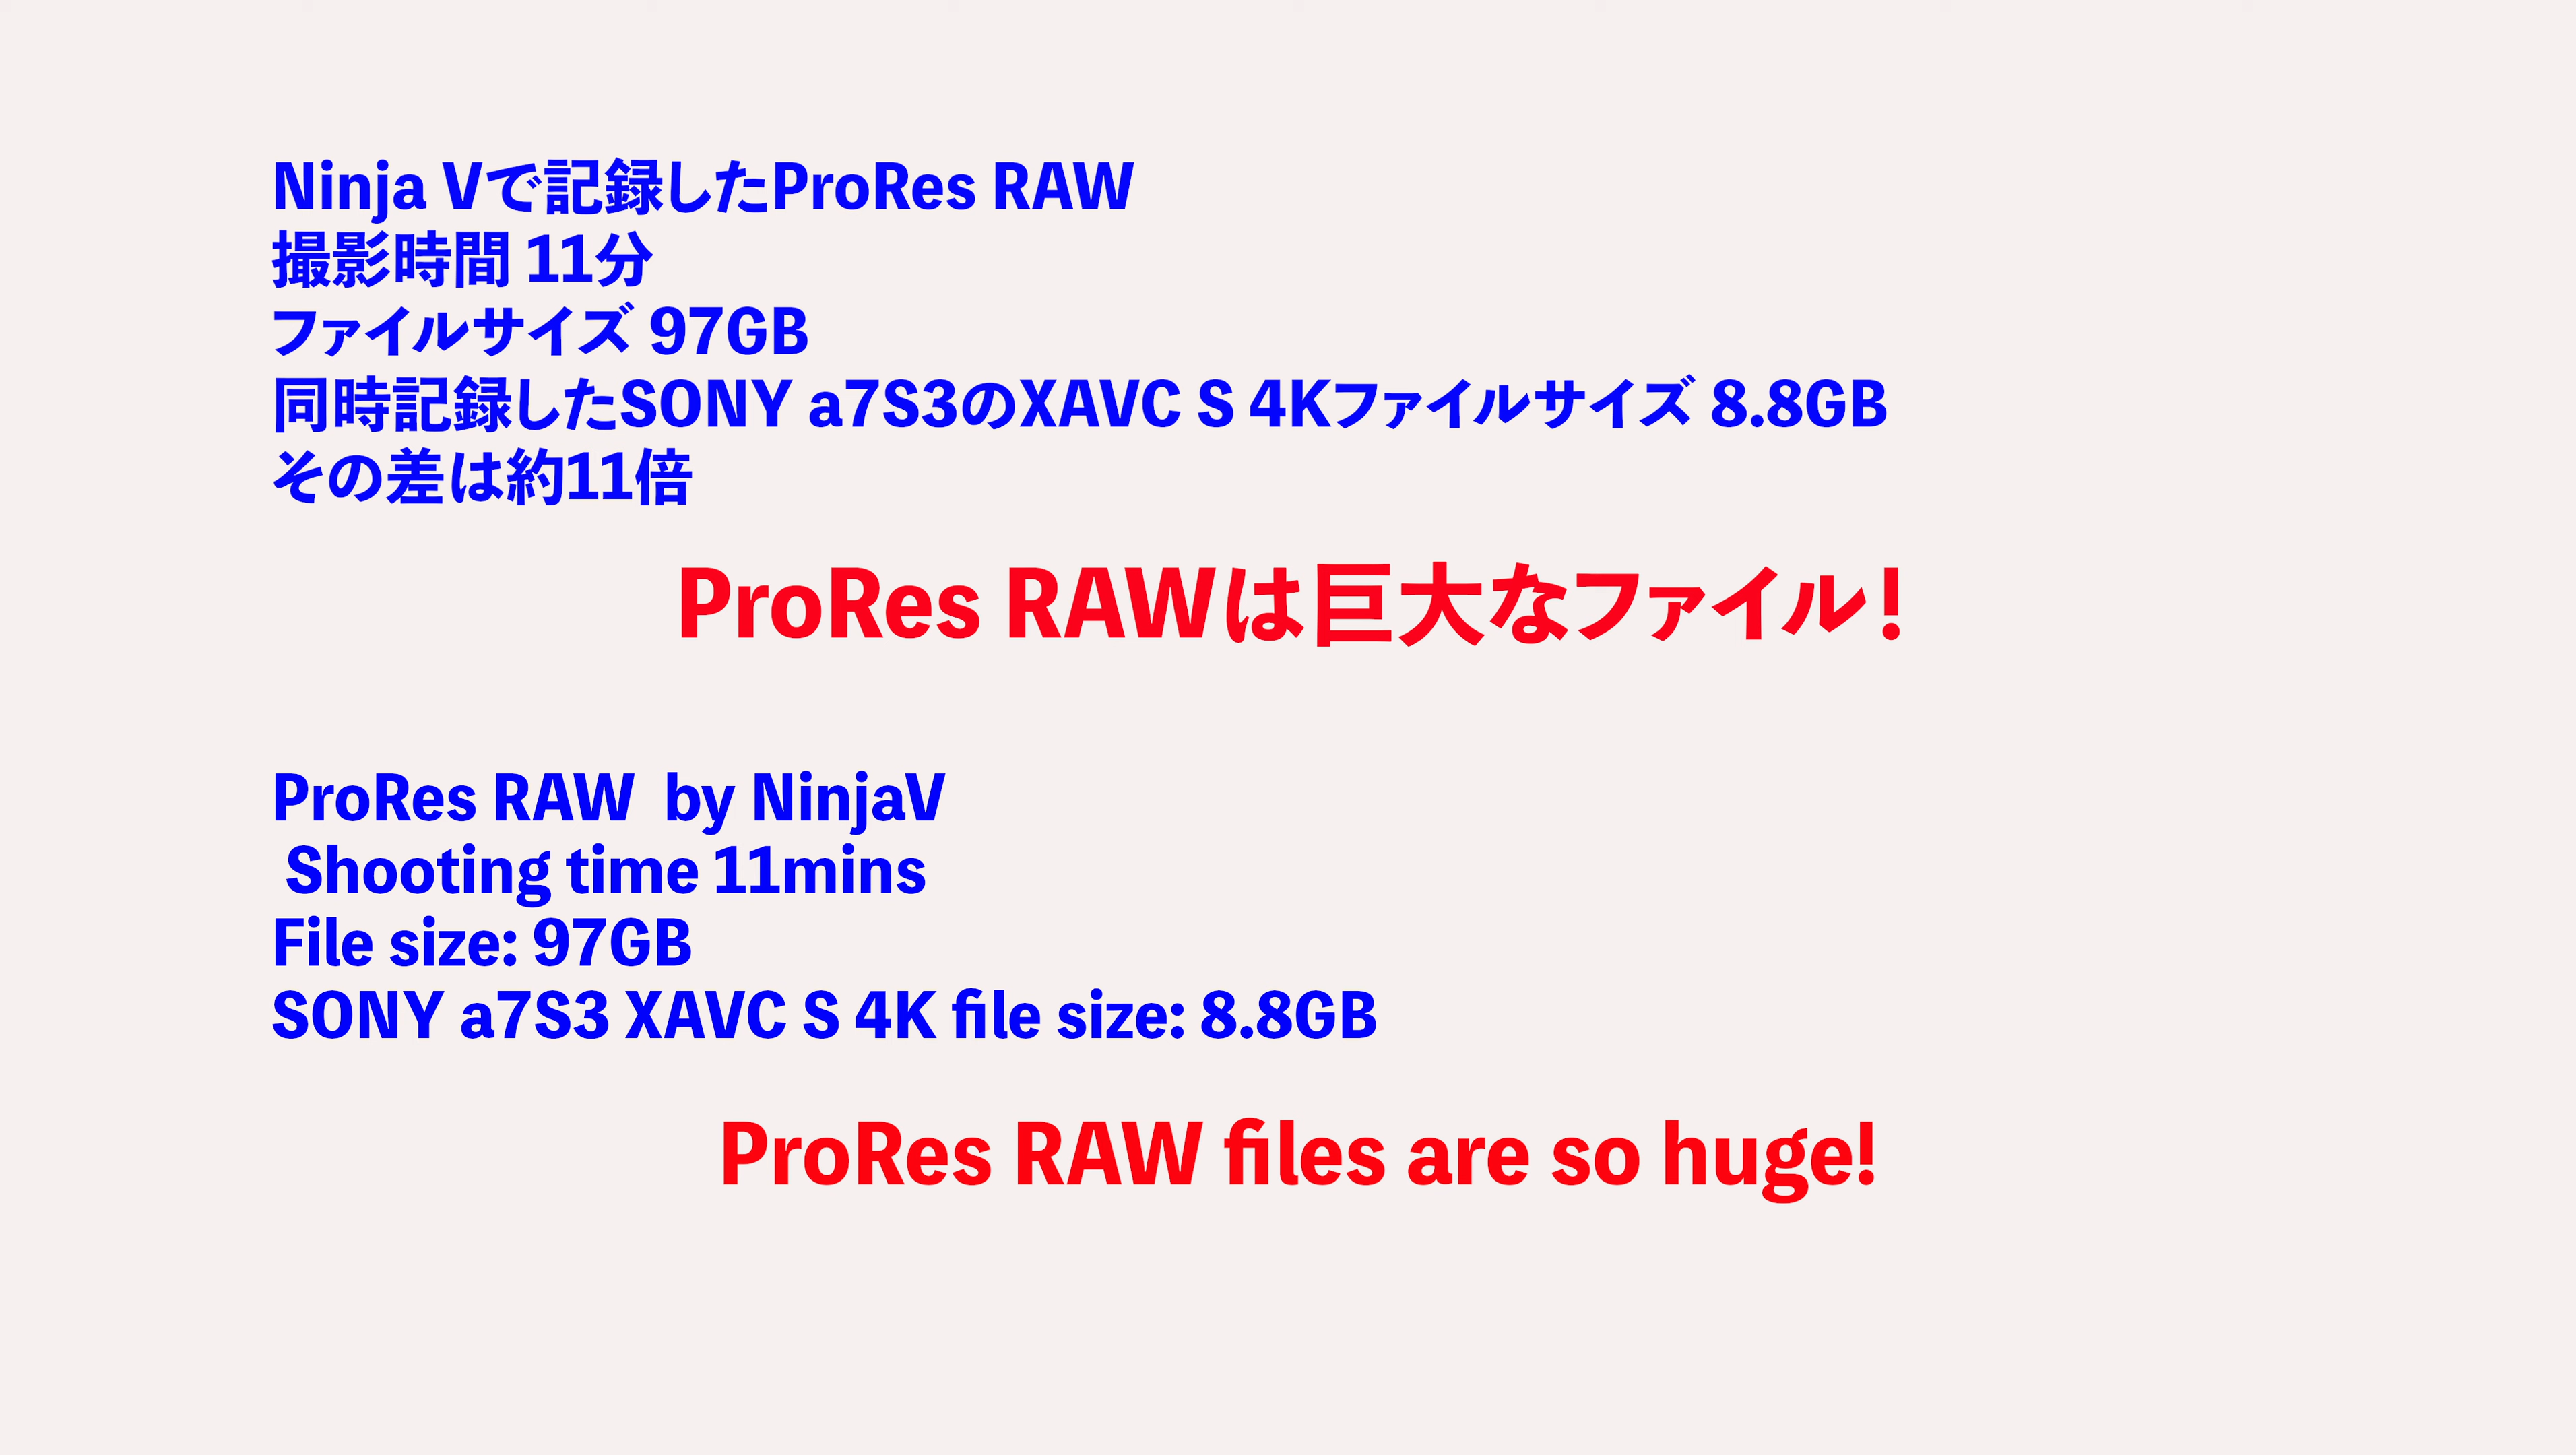 Ninja Vで記録したProRes RAW
撮影時間 11分
ファイルサイズ 97GB
同時記録したSONY a7S3のXAVC S 4Kファイルサイズ 8.8GB
その差は約11倍
ProRes RAWは巨大なファイル！
ProRes RAW  by NinjaV
Shooting time 11mins
File size: 97GB
SONY a7S3 XAVC S 4K file size: 8.8GB
ProRes RAW files are so huge!